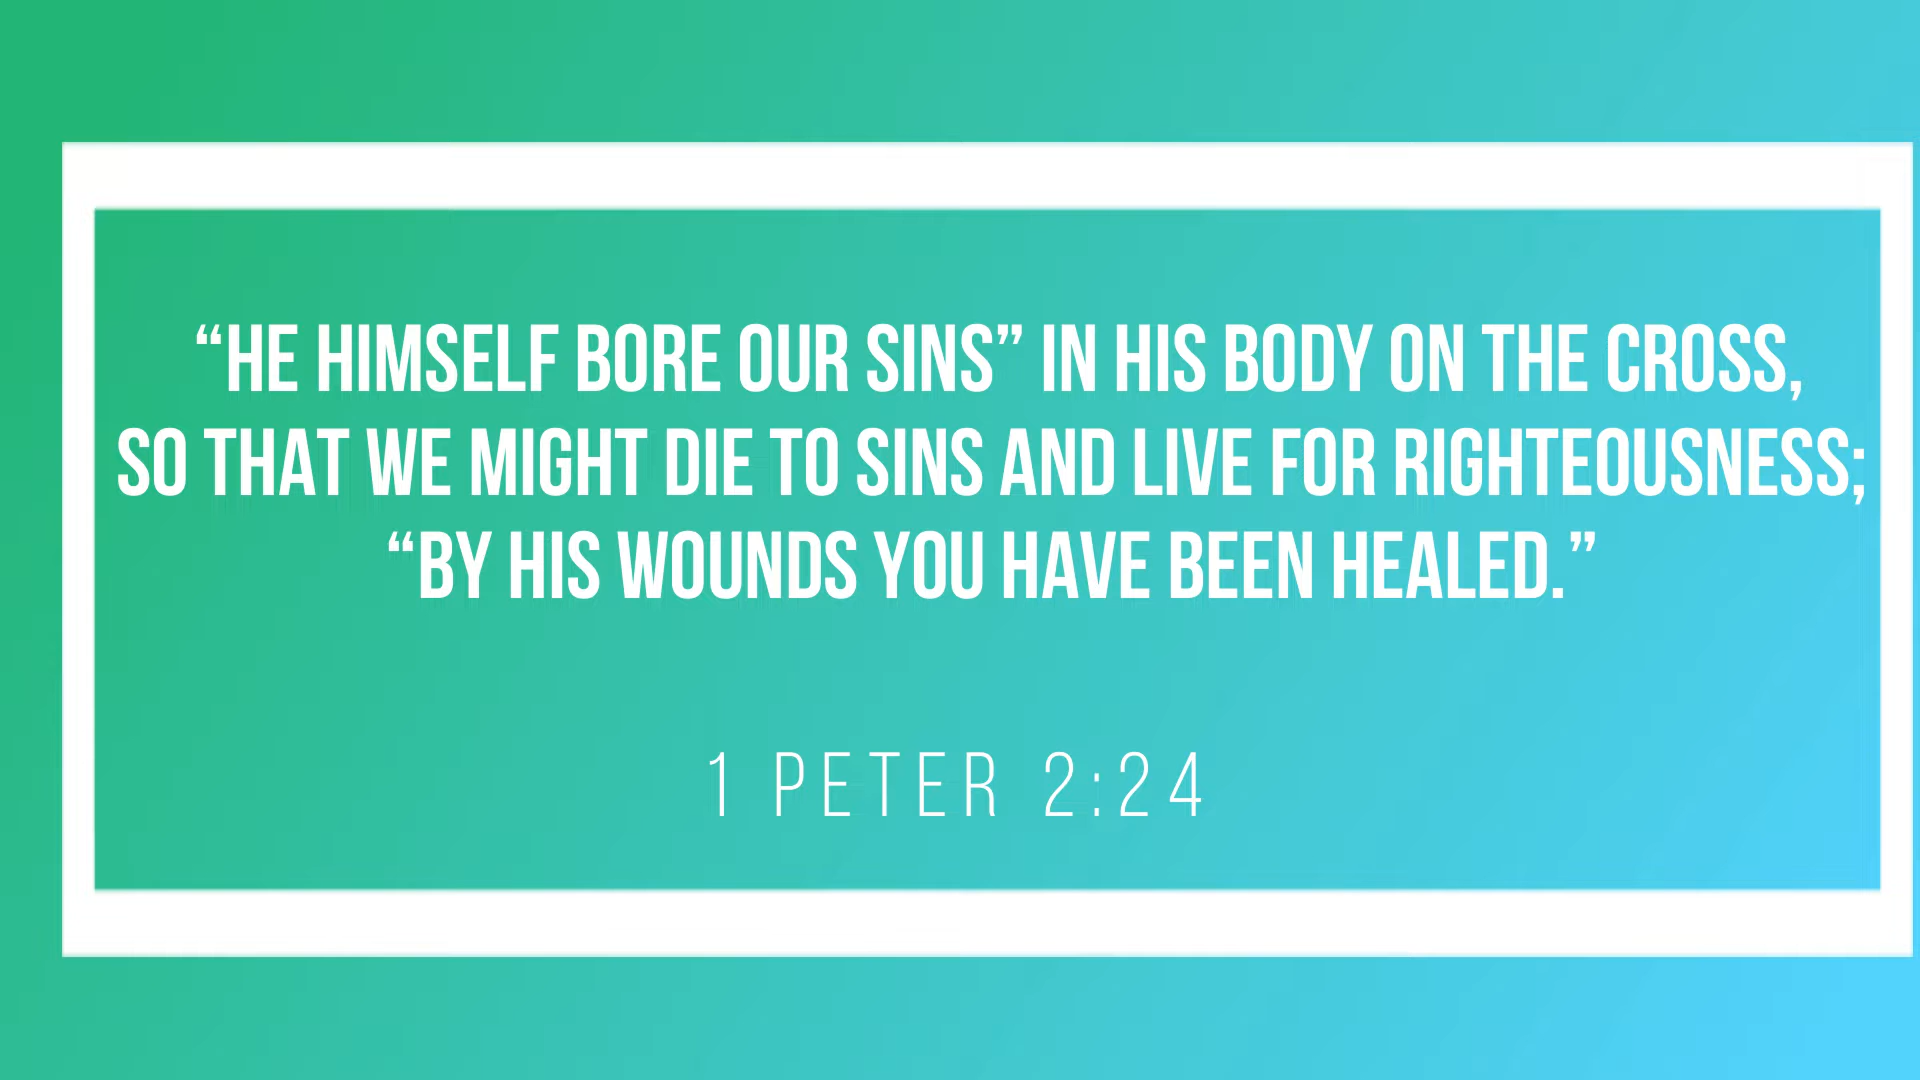 “HE HIMSELF BORE OUR SINS” IN HIS BODY ON THE CROSS,
SO THAT WE MIGHT DIE TO SINS AND LIVE FOR RIGHTEOUSNESS;
“BY HIS WOUNDS YOU HAVE BEEN HEALED.”
1 PETER 2:24